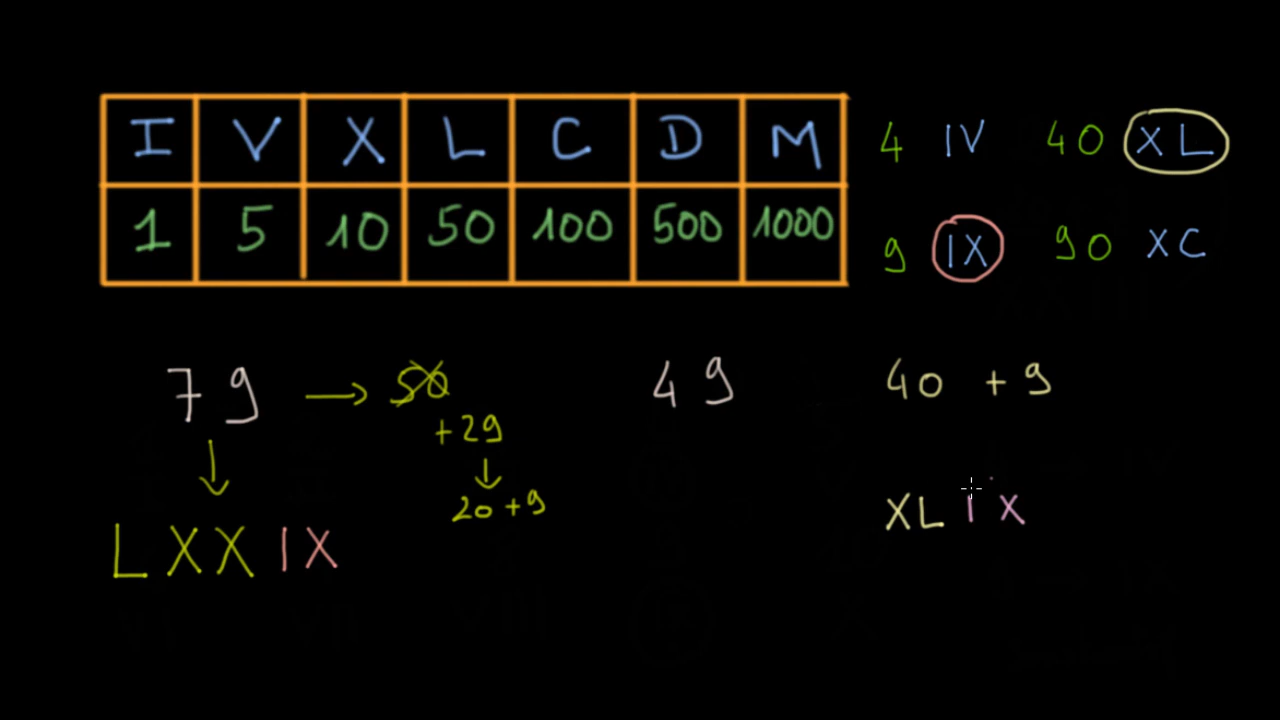 I V X L C D M
1 5 10 50 100 500 1000
4 IV 40 XL
9 IX 90 XC
79 → 50
+29
↓
20+9
↓
LXXIX
49 40 + 9
XLIX